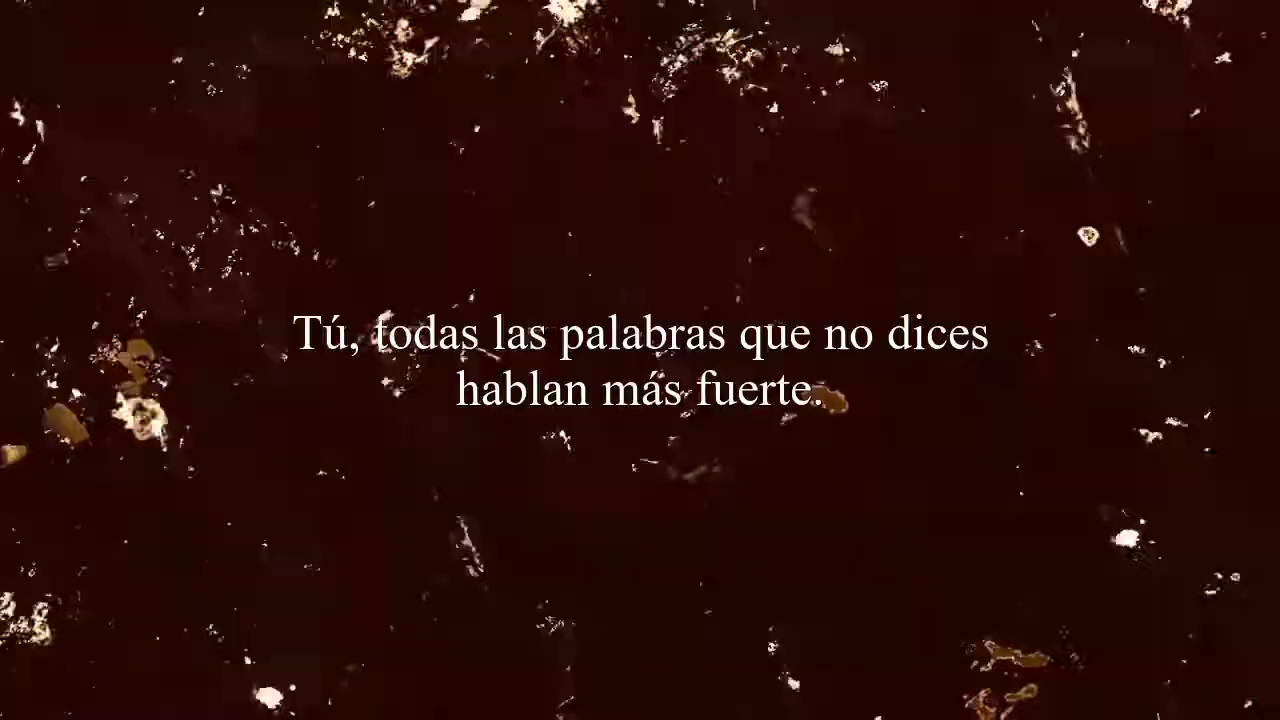 Tú, todas las palabras que no dices
hablan más fuerte.